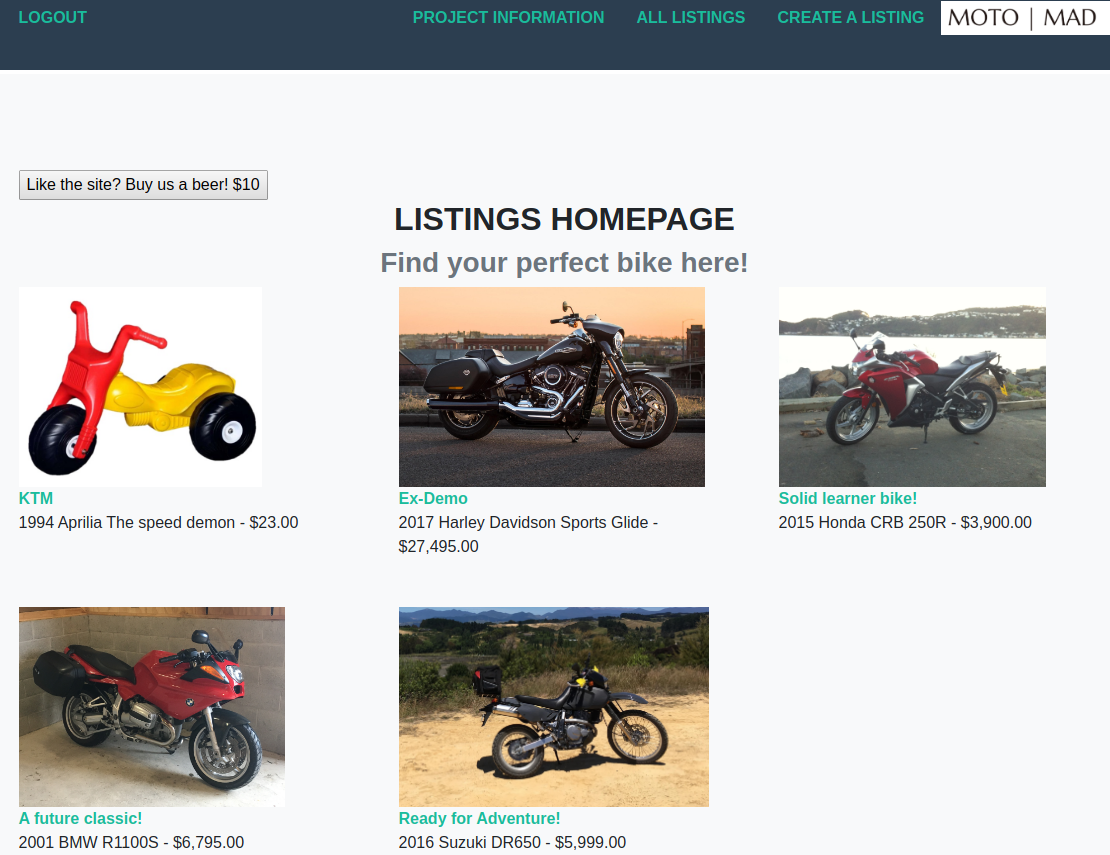 LOGOUT PROJECT INFORMATION ALL LISTINGS CREATE A LISTING MOTO | MAD
Like the site? Buy us a beer! $10
LISTINGS HOMEPAGE
Find your perfect bike here!
KTM
1994 Aprilia The speed demon - $23.00
Ex-Demo
2017 Harley Davidson Sports Glide -
$27,495.00
Solid learner bike!
2015 Honda CRB 250R - $3,900.00
A future classic!
2001 BMW R1100S - $6,795.00
Ready for Adventure!
2016 Suzuki DR650 - $5,999.00